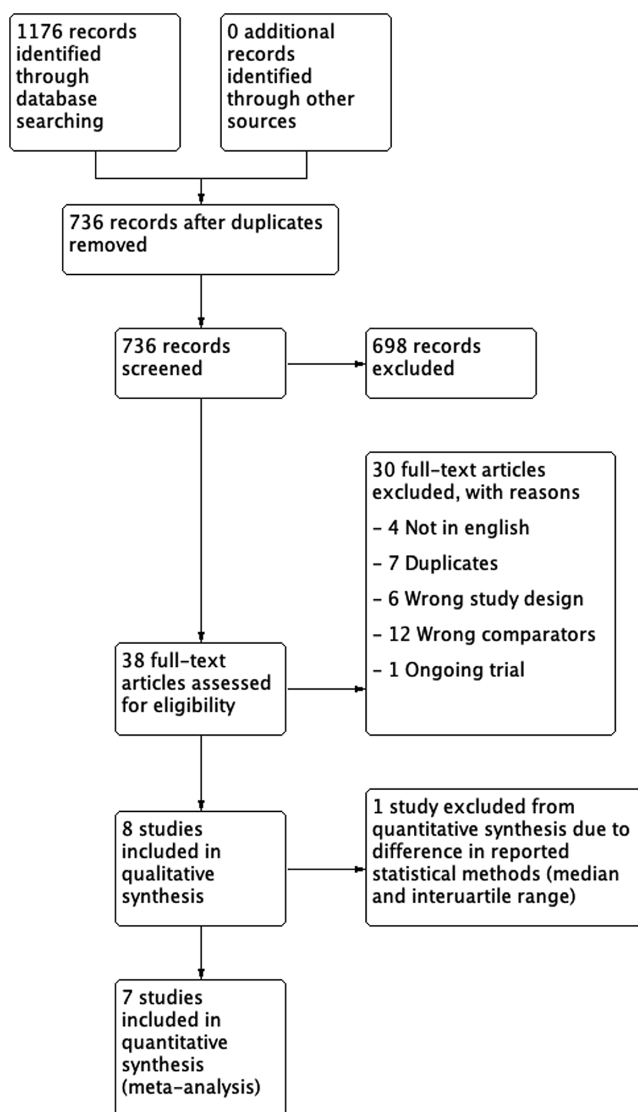 1176 records
identified
through
database
searching
0 additional
records
identified
through other
sources
736 records after duplicates
removed
736 records
screened
698 records
excluded
30 full-text articles
excluded, with reasons
- 4 Not in english
- 7 Duplicates
- 6 Wrong study design
- 12 Wrong comparators
- 1 Ongoing trial
38 full-text
articles assessed
for eligibility
8 studies
included in
qualitative
synthesis
1 study excluded from
quantitative synthesis due to
difference in reported
statistical methods (median
and interuartile range)
7 studies
included in
quantitative
synthesis
(meta-analysis)